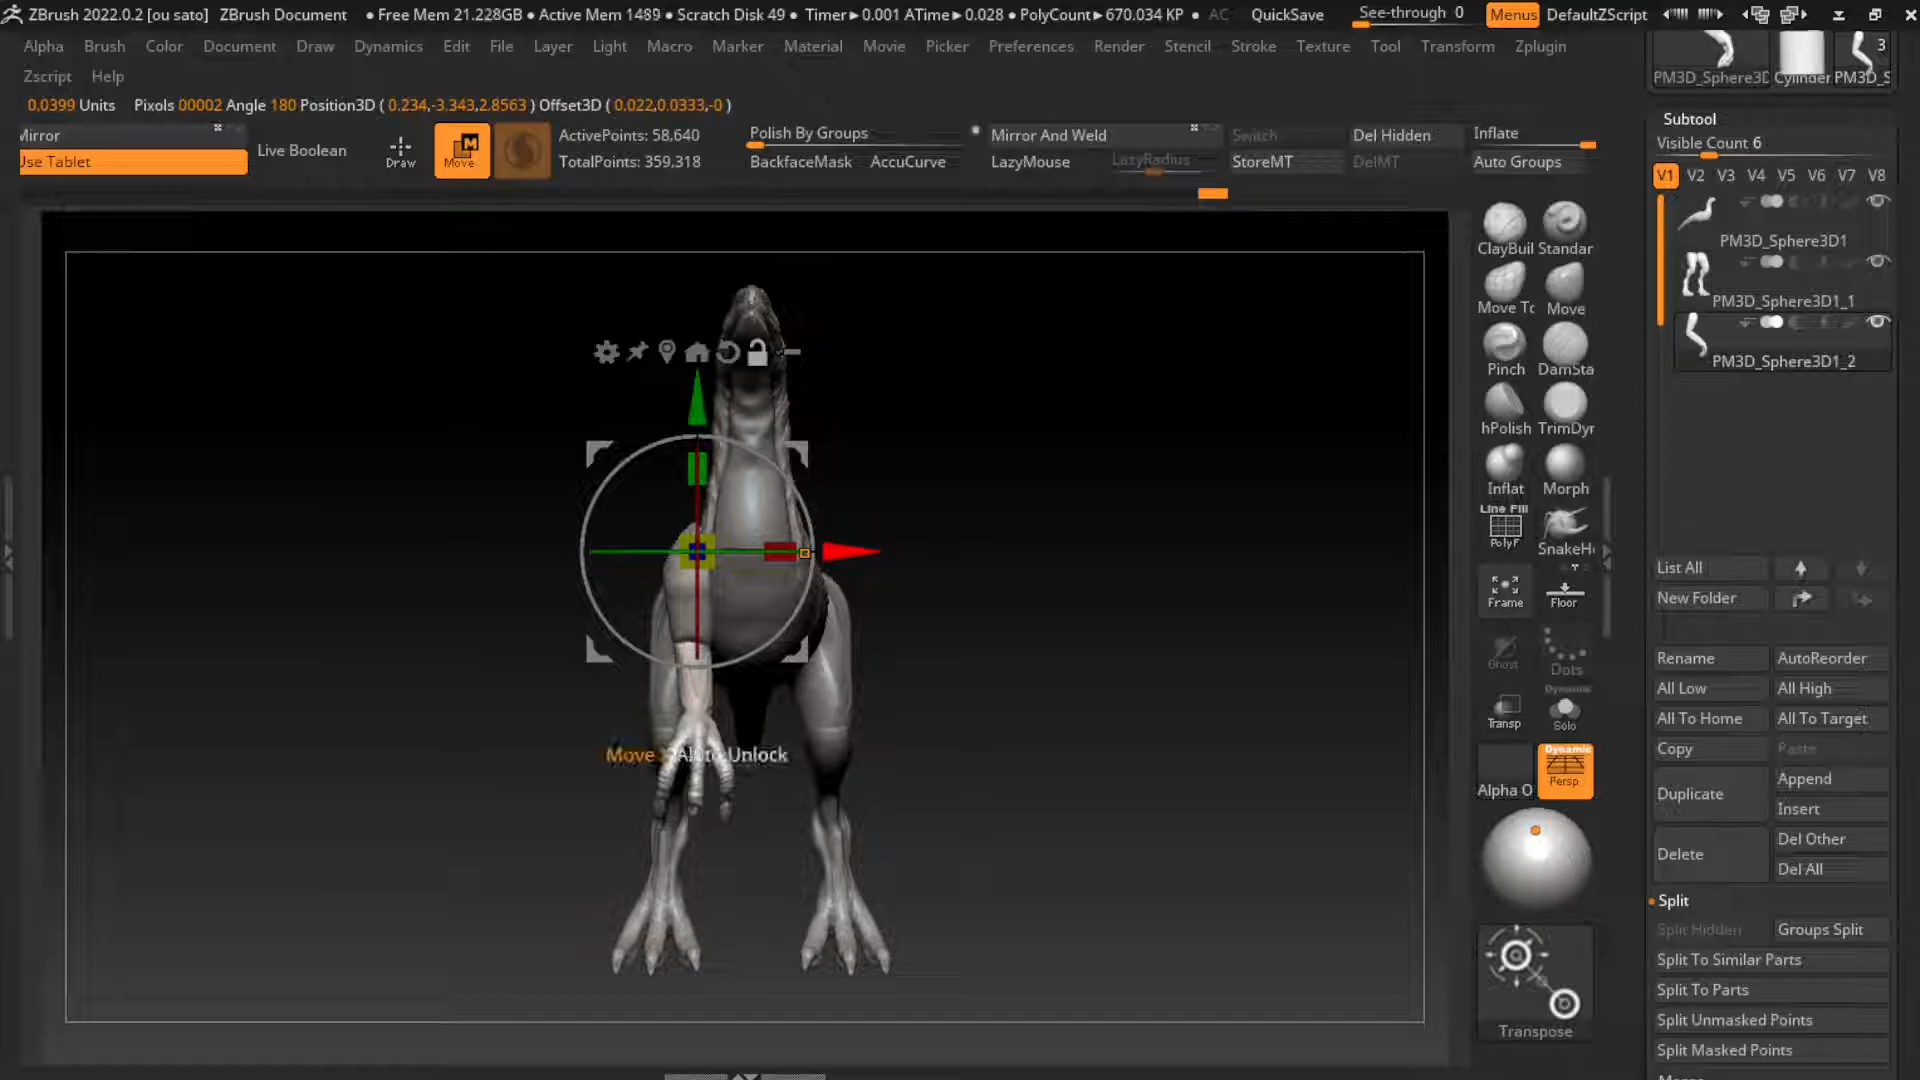 ZBrush 2022.0.2 [ou sato] ZBrush Document • Free Mem 21.228GB • Active Mem 1489 • Scratch Disk 49 • Timer▸0.001 ATime▸0.028 • PolyCount▸670.034 KP • AC QuickSave See-through 0 Menus DefaultZScript
Alpha Brush Color Document Draw Dynamics Edit File Layer Light Macro Marker Material Movie Picker Preferences Render Stencil Stroke Texture Tool Transform Zplugin
Zscript Help
3
PM3D_Sphere3D Cylinder PM3D_S
0.0399 Units Pixols 00002 Angle 180 Position3D ( 0.234,-3.343,2.8563 ) Offset3D ( 0.022,0.0333,-0 )
Mirror
Use Tablet
Live Boolean
Draw
Move
ActivePoints: 58,640
TotalPoints: 359,318
Polish By Groups
BackfaceMask AccuCurve
Mirror And Weld
LazyMouse LazyRadius
Switch
StoreMT
Del Hidden
DelMT
Inflate
Auto Groups
Subtool
Visible Count 6
V1 V2 V3 V4 V5 V6 V7 V8
PM3D_Sphere3D1
PM3D_Sphere3D1_1
PM3D_Sphere3D1_2
ClayBuil Standar
Move To Move
Pinch DamSta
hPolish TrimDyn
Inflat Morph
Line Fill
PolyF SnakeH
Frame Floor
Ghost Dots
Dynamic
Transp Solo
Alpha O
Dynamic
Persp
Transpose
Unlock
List All
New Folder
Rename AutoReorder
All Low All High
All To Home All To Target
Copy Paste
Duplicate
Append
Insert
Delete
Del Other
Del All
Split
Split Hidden Groups Split
Split To Similar Parts
Split To Parts
Split Unmasked Points
Split Masked Points